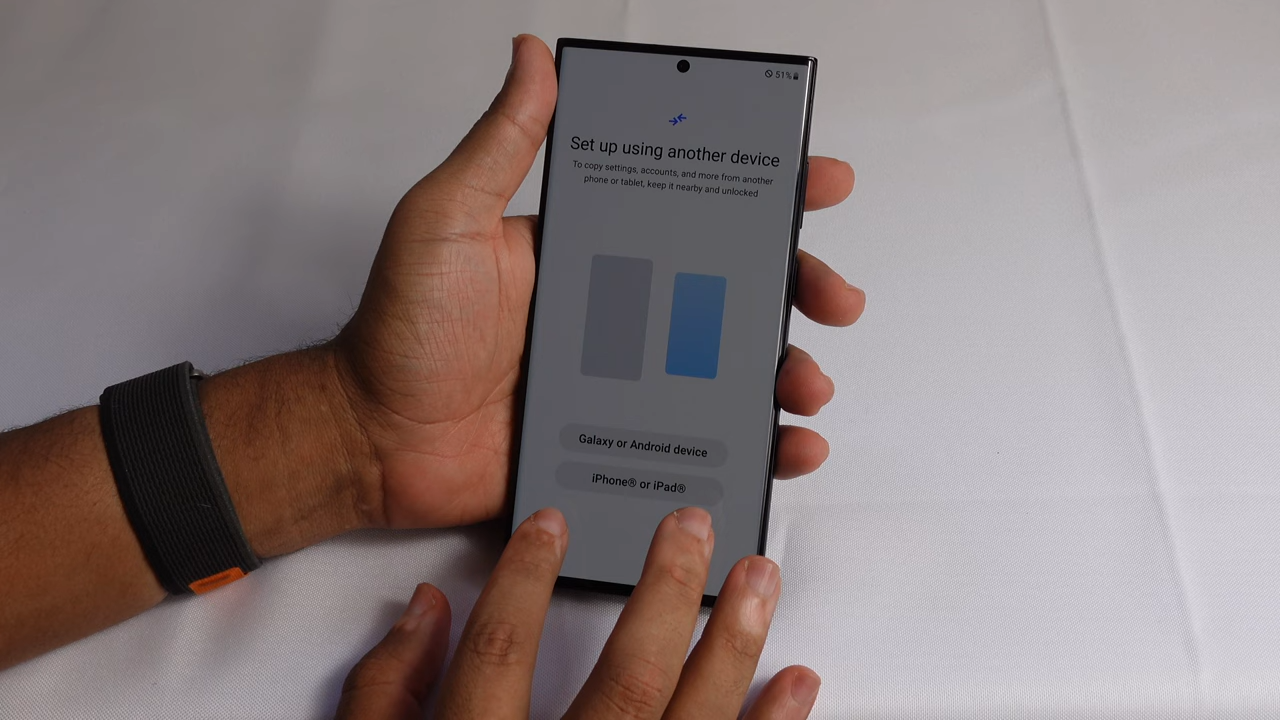 51%
Set up using another device
To copy settings, accounts, and more from another
phone or tablet, keep it nearby and unlocked
Galaxy or Android device
iPhone® or iPad®